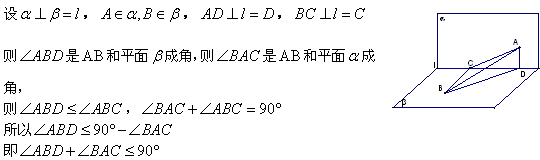 设α⊥β=l，A∈α,B∈β，AD⊥l=D，BC⊥l=C
则∠ABD是AB和平面β成角,则∠BAC是AB和平面α成
角，
则∠ABD≤∠ABC，∠BAC+∠ABC=90°
所以∠ABD≤90°-∠BAC
即∠ABD+∠BAC≤90°
α
A
l
C
D
B
β